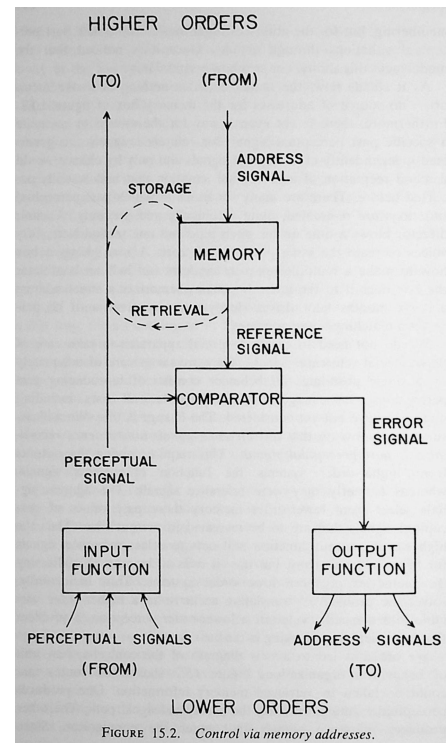 HIGHER ORDERS
(TO) (FROM)
ADDRESS
SIGNAL
STORAGE
MEMORY
RETRIEVAL
REFERENCE
SIGNAL
COMPARATOR
ERROR
SIGNAL
PERCEPTUAL
SIGNAL
INPUT
FUNCTION
OUTPUT
FUNCTION
PERCEPTUAL SIGNALS
(FROM)
ADDRESS SIGNALS
(TO)
LOWER ORDERS
FIGURE 15.2. Control via memory addresses.